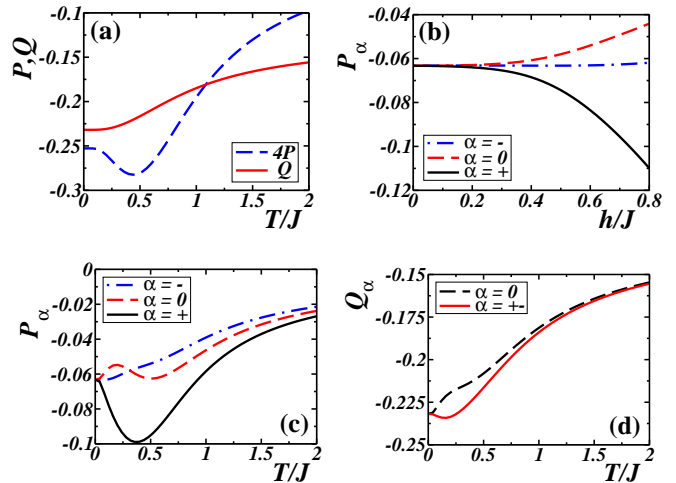 (a)
P,Q
-0.1
-0.15
-0.2
-0.25
-0.3
4P
Q
0 0.5 1 1.5 2
T/J
(b)
Pα
-0.04
-0.06
-0.08
-0.1
-0.12
α = -
α = 0
α = +
0 0.2 0.4 0.6 0.8
h/J
Pα
0
-0.02
-0.04
-0.06
-0.08
-0.1
α = -
α = 0
α = +
(c)
0 0.5 1 1.5 2
T/J
Qα
-0.15
-0.175
-0.2
-0.225
-0.25
α = 0
α = +-
(d)
0 0.5 1 1.5 2
T/J